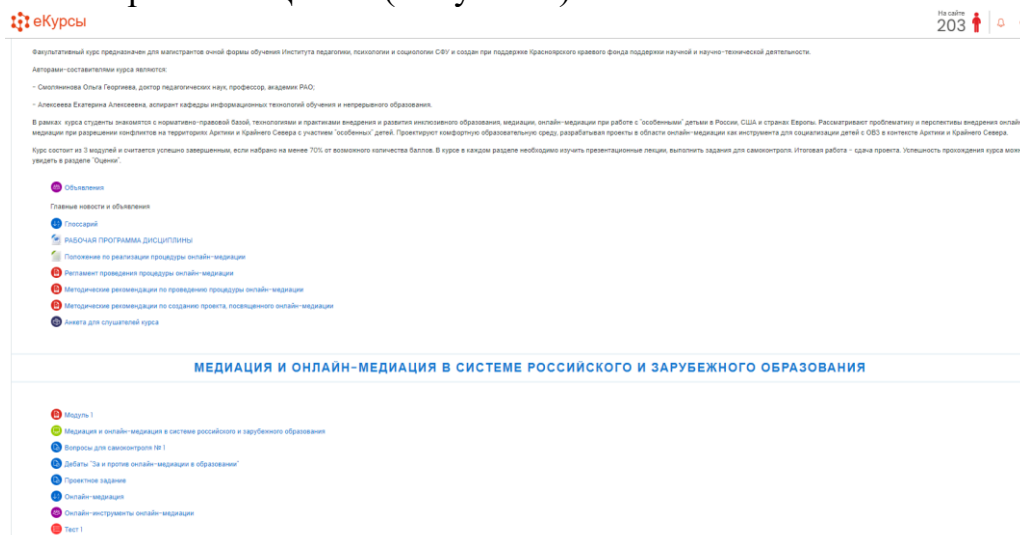 еКурсы
На сайте
203
Факультативный курс предназначен для магистрантов очной формы обучения Института педагогики, психологии и социологии СФУ и создан при поддержке Красноярского краевого фонда поддержки научной и научно-технической деятельности.
Авторами-составителями курса являются:
- Смолянинова Ольга Георгиева, доктор педагогических наук, профессор, академик РАО;
- Алексеева Екатерина Алексеевна, аспирант кафедры информационных технологий обучения и непрерывного образования.
В рамках курса студенты знакомятся с нормативно-правовой базой, технологиями и практиками внедрения и развития инклюзивного образования, медиации, онлайн-медиации при работе с "особенными" детьми в России, США и странах Европы. Рассматривают проблематику и перспективы внедрения онлай
медиации при разрешении конфликтов на территориях Арктики и Крайнего Севера с участием "особенных" детей. Проектируют комфортную образовательную среду, разрабатывая проекты в области онлайн-медиации как инструмента для социализации детей с ОВЗ в контексте Арктики и Крайнего Севера.
Курс состоит из 3 модулей и считается успешно завершенным, если набрано на менее 70% от возможного количества баллов. В курсе в каждом разделе необходимо изучить презентационные лекции, выполнить задания для самоконтроля. Итоговая работа - сдача проекта. Успешность прохождения курса мож
увидеть в разделе "Оценки".
Объявления
Главные новости и объявления
Глоссарий
РАБОЧАЯ ПРОГРАММА ДИСЦИПЛИНЫ
Положение по реализации процедуры онлайн-медиации
Регламент проведения процедуры онлайн-медиации
Методические рекомендации по проведению процедуры онлайн-медиации
Методические рекомендации по созданию проекта, посвященного онлайн-медиации
Анкета для слушателей курса
МЕДИАЦИЯ И ОНЛАЙН-МЕДИАЦИЯ В СИСТЕМЕ РОССИЙСКОГО И ЗАРУБЕЖНОГО ОБРАЗОВАНИЯ
Модуль 1
Медиация и онлайн-медиация в системе российского и зарубежного образования
Вопросы для самоконтроля № 1
Дебаты "За и против онлайн-медиации в образовании"
Проектное задание
Онлайн-медиация
Онлайн-инструменты онлайн-медиации
Тест 1